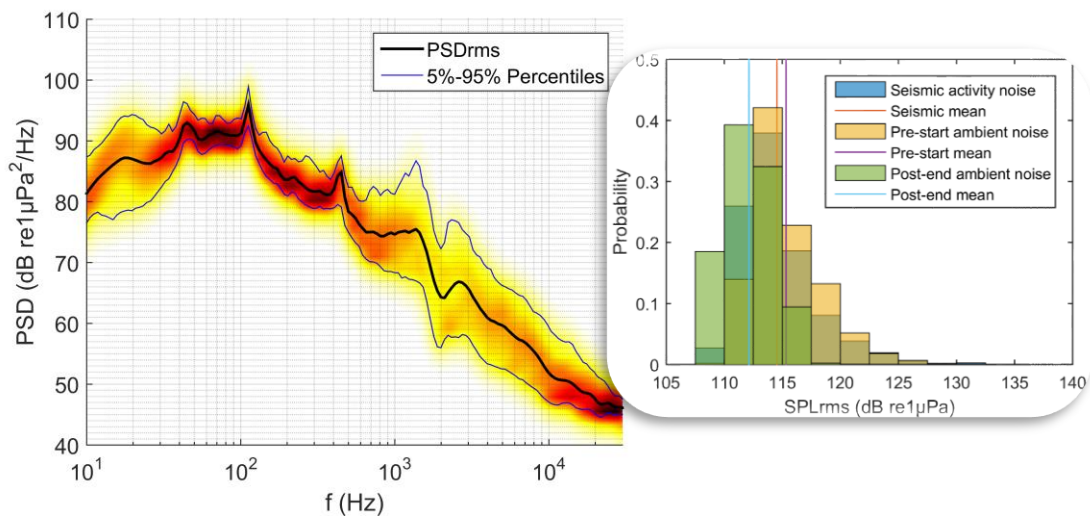 110
100
90
80
70
60
50
40
PSD (dB re1µPa²/Hz)
10¹
10²
10³
10⁴
f (Hz)
PSDrms
5%-95% Percentiles
0.5
0.4
0.3
0.2
0.1
0
Probability
105
110
115
120
125
130
135
140
SPLrms (dB re1µPa)
Seismic activity noise
Seismic mean
Pre-start ambient noise
Pre-start mean
Post-end ambient noise
Post-end mean